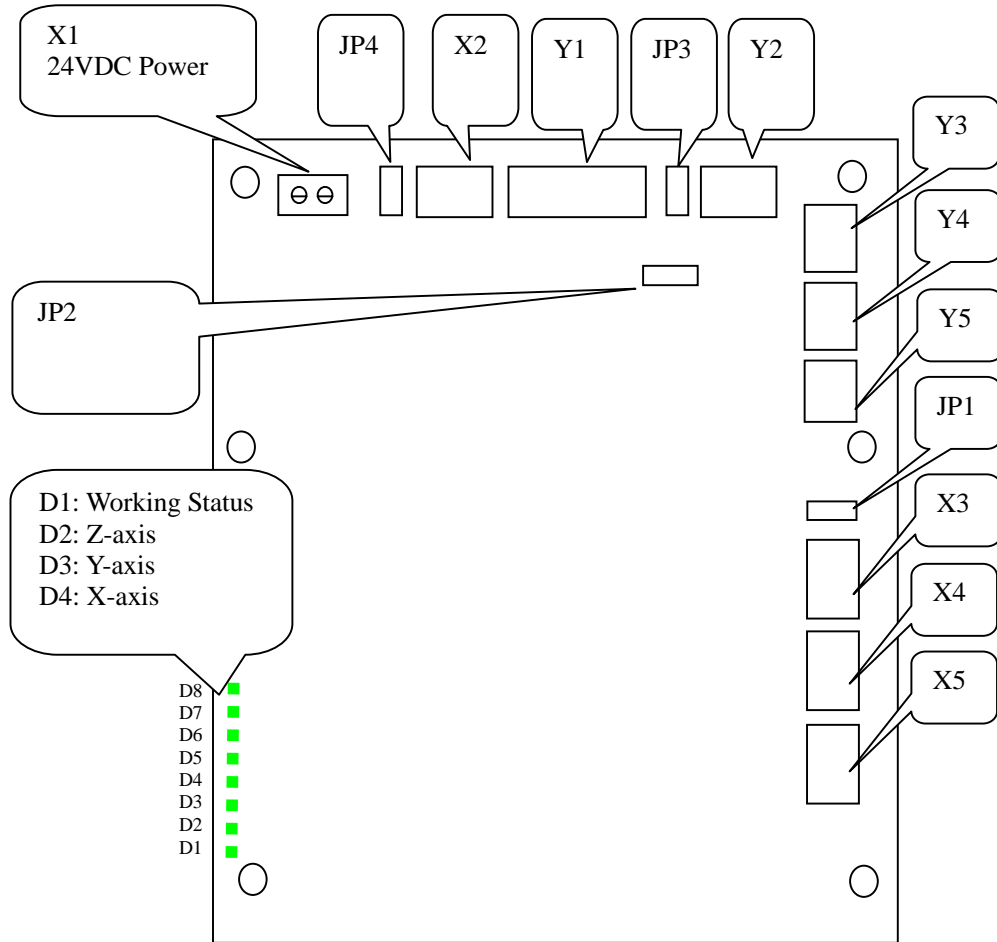 X1
24VDC Power
JP4
X2
Y1
JP3
Y2
Y3
Y4
JP2
Y5
JP1
D1: Working Status
D2: Z-axis
D3: Y-axis
D4: X-axis
X3
X4
X5
D8
D7
D6
D5
D4
D3
D2
D1